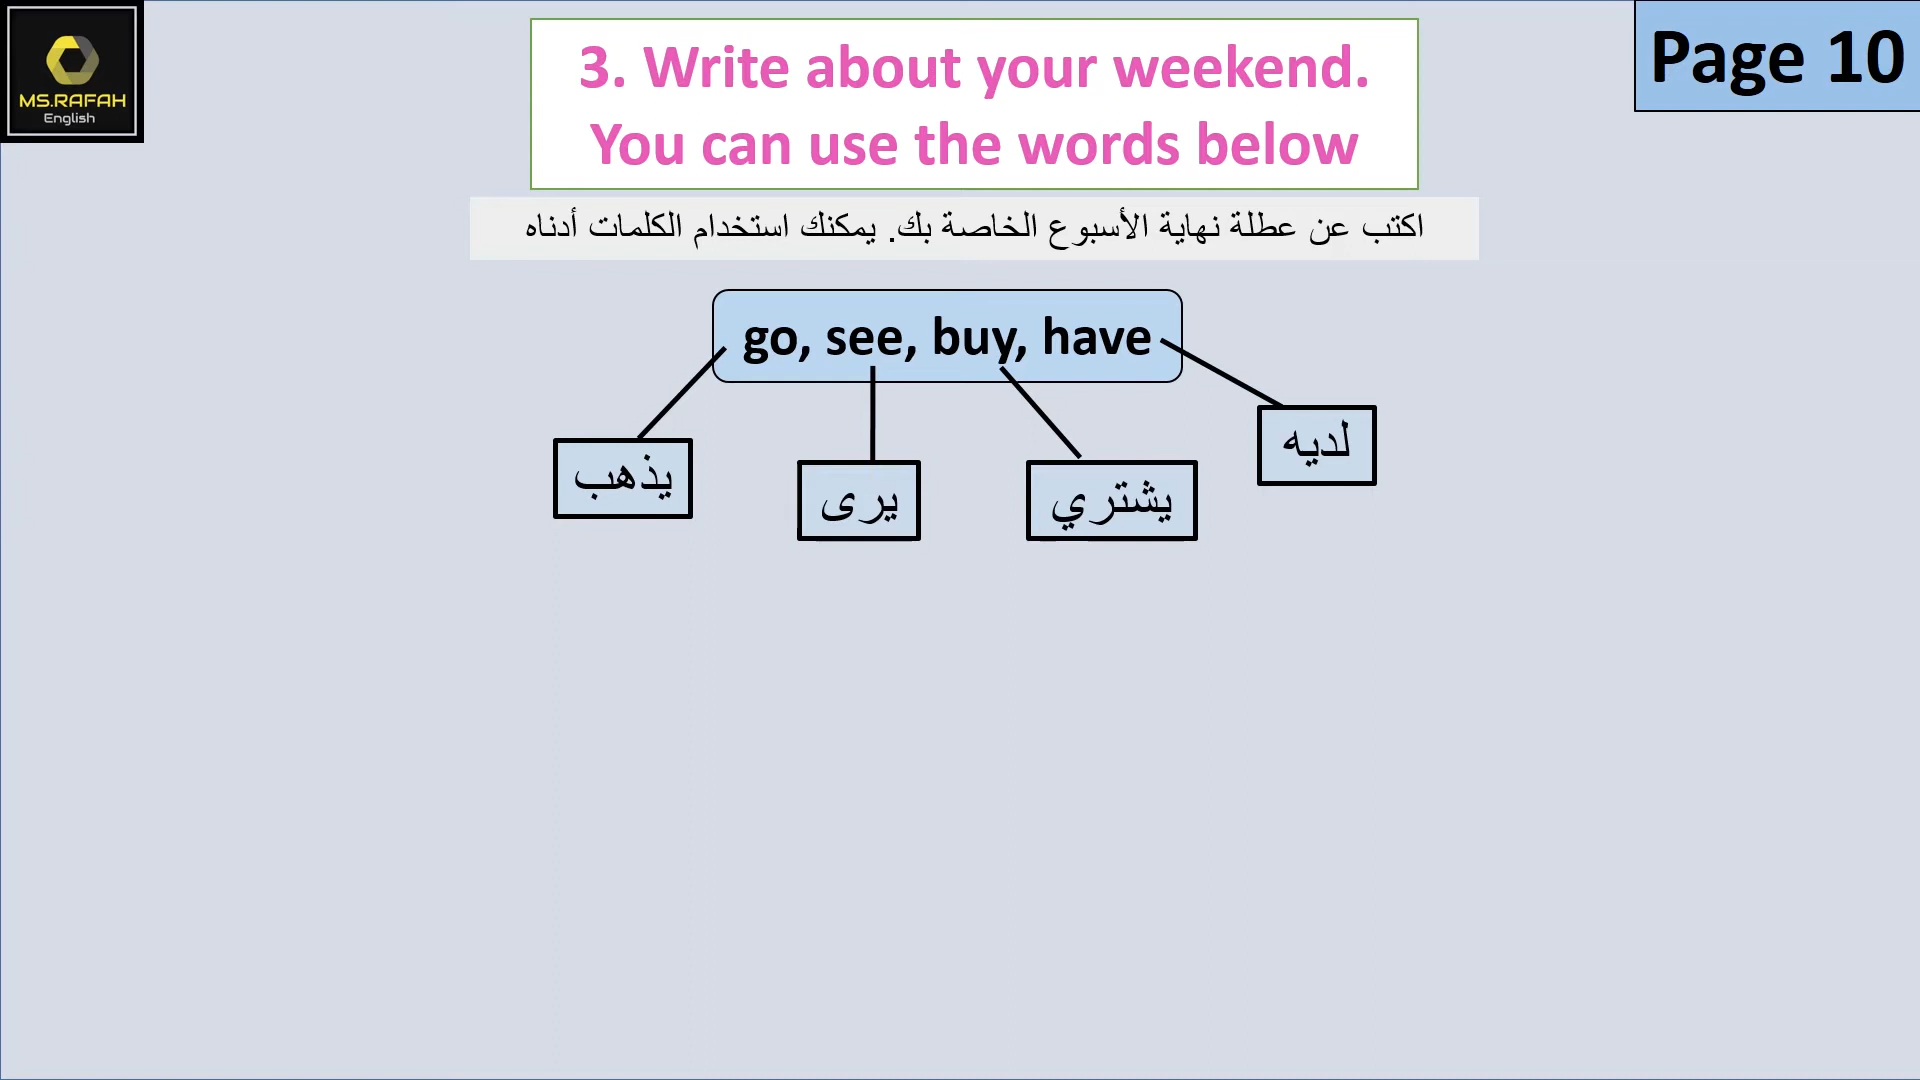 MS.RAFAH
English
Page 10
3. Write about your weekend.
You can use the words below
اكتب عن عطلة نهاية الأسبوع الخاصة بك. يمكنك استخدام الكلمات أدناه
go, see, buy, have
يذهب
يرى
يشتري
لديه